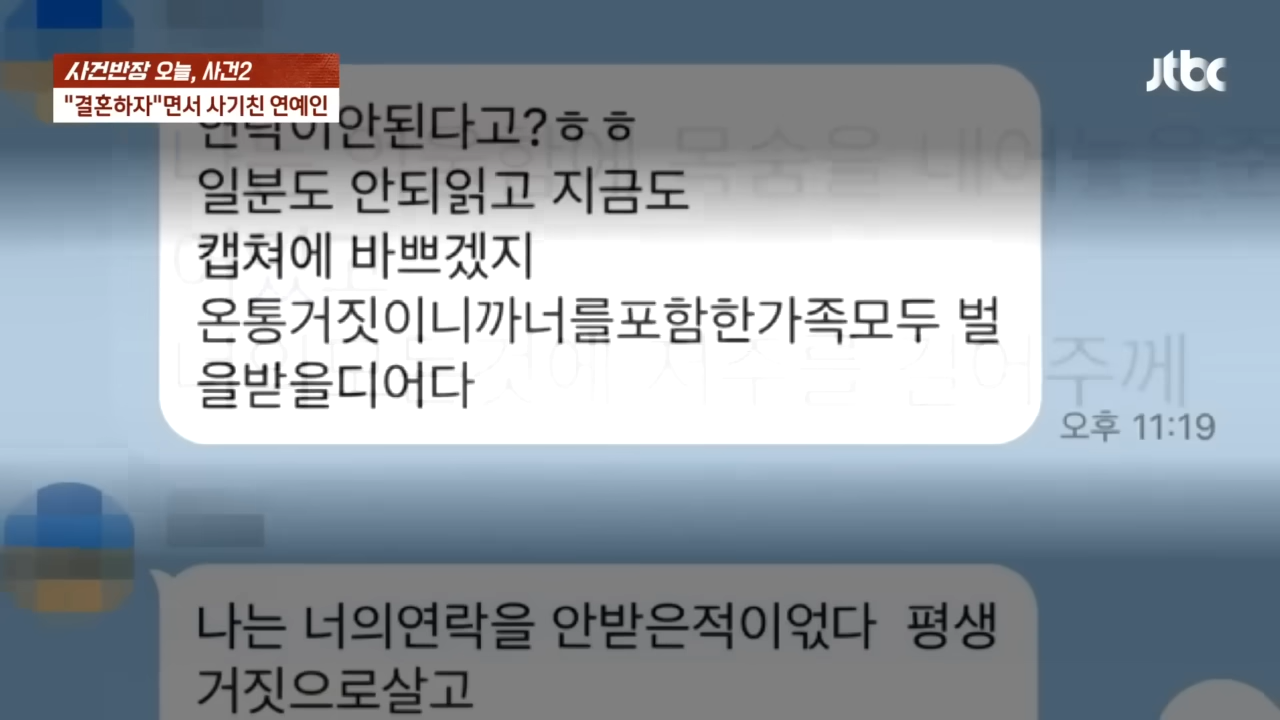 사건반장 오늘, 사건2
"결혼하자"면서 사기친 연예인
jtbc
연락이안된다고?ㅎㅎ
일분도 안되읽고 지금도
캡쳐에 바쁘겠지
온통거짓이니까너를포함한가족모두 벌
을받을디어다
오후 11:19
나는 너의연락을 안받은적이었다 평생
거짓으로살고